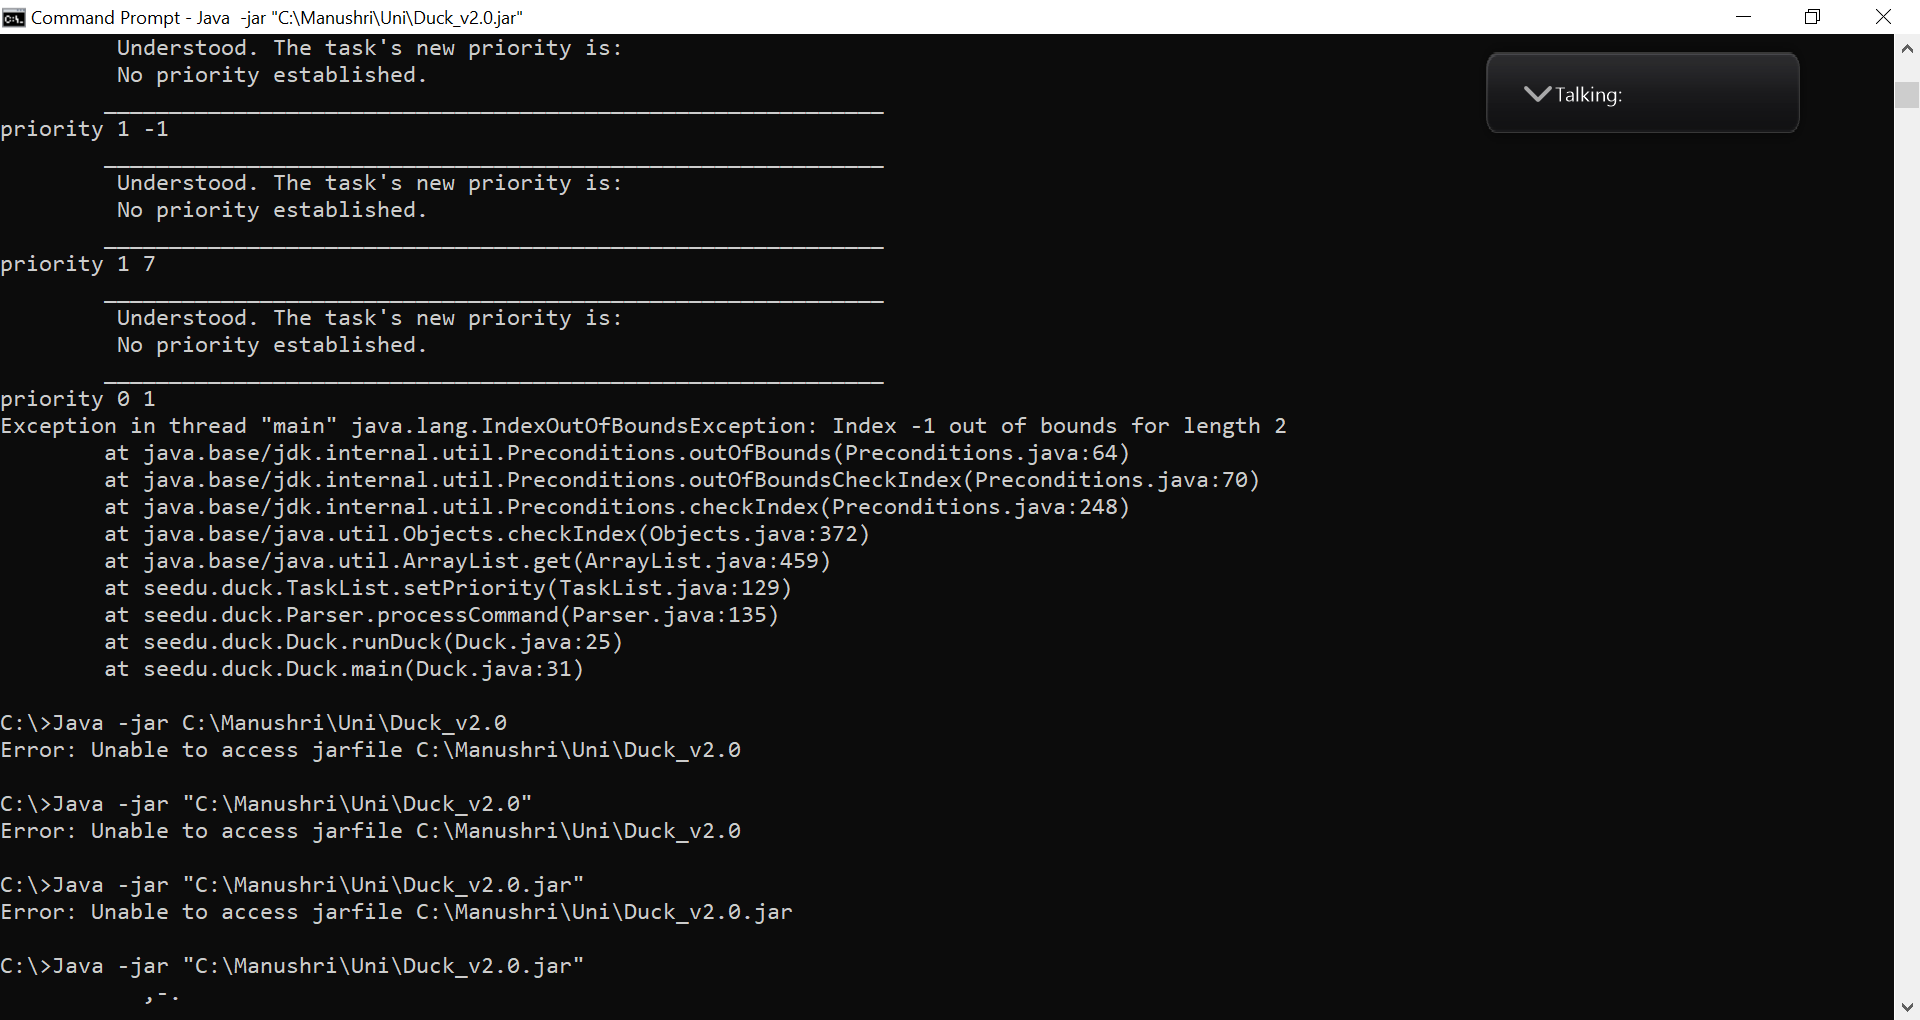 Command Prompt - Java  -jar "C:\Manushri\Uni\Duck_v2.0.jar"
Talking:
Understood. The task's new priority is:
No priority established.
____________________________________________________________
priority 1 -1
____________________________________________________________
Understood. The task's new priority is:
No priority established.
____________________________________________________________
priority 1 7
____________________________________________________________
Understood. The task's new priority is:
No priority established.
____________________________________________________________
priority 0 1
Exception in thread "main" java.lang.IndexOutOfBoundsException: Index -1 out of bounds for length 2
at java.base/jdk.internal.util.Preconditions.outOfBounds(Preconditions.java:64)
at java.base/jdk.internal.util.Preconditions.outOfBoundsCheckIndex(Preconditions.java:70)
at java.base/jdk.internal.util.Preconditions.checkIndex(Preconditions.java:248)
at java.base/java.util.Objects.checkIndex(Objects.java:372)
at java.base/java.util.ArrayList.get(ArrayList.java:459)
at seedu.duck.TaskList.setPriority(TaskList.java:129)
at seedu.duck.Parser.processCommand(Parser.java:135)
at seedu.duck.Duck.runDuck(Duck.java:25)
at seedu.duck.Duck.main(Duck.java:31)
C:\>Java -jar C:\Manushri\Uni\Duck_v2.0
Error: Unable to access jarfile C:\Manushri\Uni\Duck_v2.0
C:\>Java -jar "C:\Manushri\Uni\Duck_v2.0"
Error: Unable to access jarfile C:\Manushri\Uni\Duck_v2.0
C:\>Java -jar "C:\Manushri\Uni\Duck_v2.0.jar"
Error: Unable to access jarfile C:\Manushri\Uni\Duck_v2.0.jar
C:\>Java -jar "C:\Manushri\Uni\Duck_v2.0.jar"
,-.